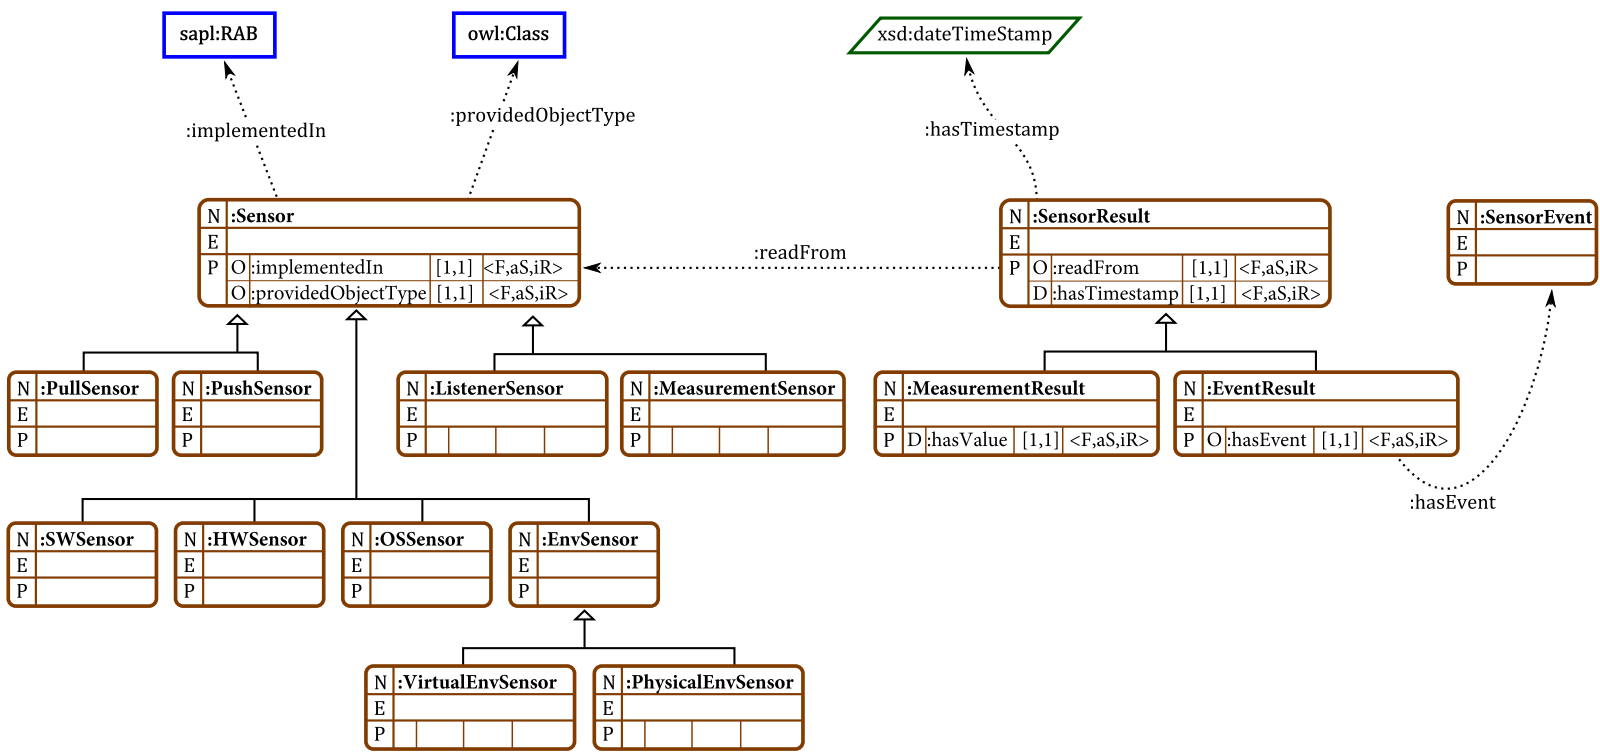 sapl:RAB
owl:Class
xsd:dateTimeStamp
:implementedIn
:providedObjectType
:hasTimestamp
N :Sensor
E
P O :implementedIn [1,1] <F,aS,iR>
O :providedObjectType [1,1] <F,aS,iR>
:readFrom
N :SensorResult
E
P O :readFrom [1,1] <F,aS,iR>
D :hasTimestamp [1,1] <F,aS,iR>
N :SensorEvent
E
P
N :PullSensor
E
P
N :PushSensor
E
P
N :ListenerSensor
E
P
N :MeasurementSensor
E
P
N :MeasurementResult
E
P D :hasValue [1,1] <F,aS,iR>
N :EventResult
E
P O :hasEvent [1,1] <F,aS,iR>
:hasEvent
N :SWSensor
E
P
N :HWSensor
E
P
N :OSSensor
E
P
N :EnvSensor
E
P
N :VirtualEnvSensor
E
P
N :PhysicalEnvSensor
E
P